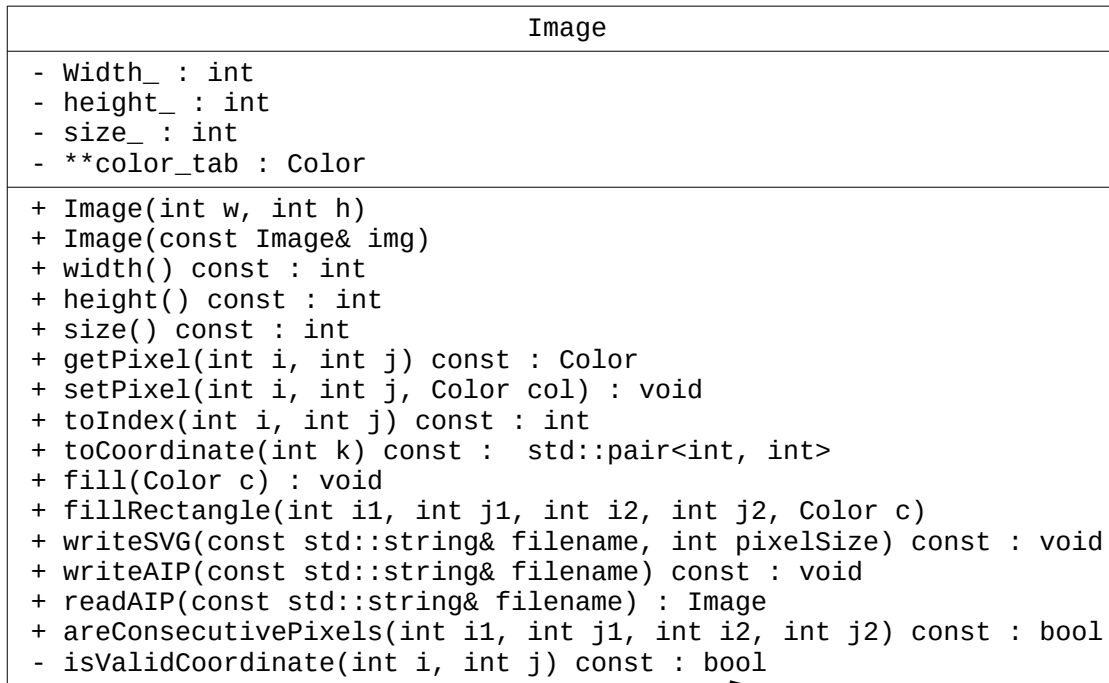 Image
- Width_ : int
- height_ : int
- size_ : int
- **color_tab : Color
+ Image(int w, int h)
+ Image(const Image& img)
+ width() const : int
+ height() const : int
+ size() const : int
+ getPixel(int i, int j) const : Color
+ setPixel(int i, int j, Color col) : void
+ toIndex(int i, int j) const : int
+ toCoordinate(int k) const :  std::pair<int, int>
+ fill(Color c) : void
+ fillRectangle(int i1, int j1, int i2, int j2, Color c)
+ writeSVG(const std::string& filename, int pixelSize) const : void
+ writeAIP(const std::string& filename) const : void
+ readAIP(const std::string& filename) : Image
+ areConsecutivePixels(int i1, int j1, int i2, int j2) const : bool
- isValidCoordinate(int i, int j) const : bool